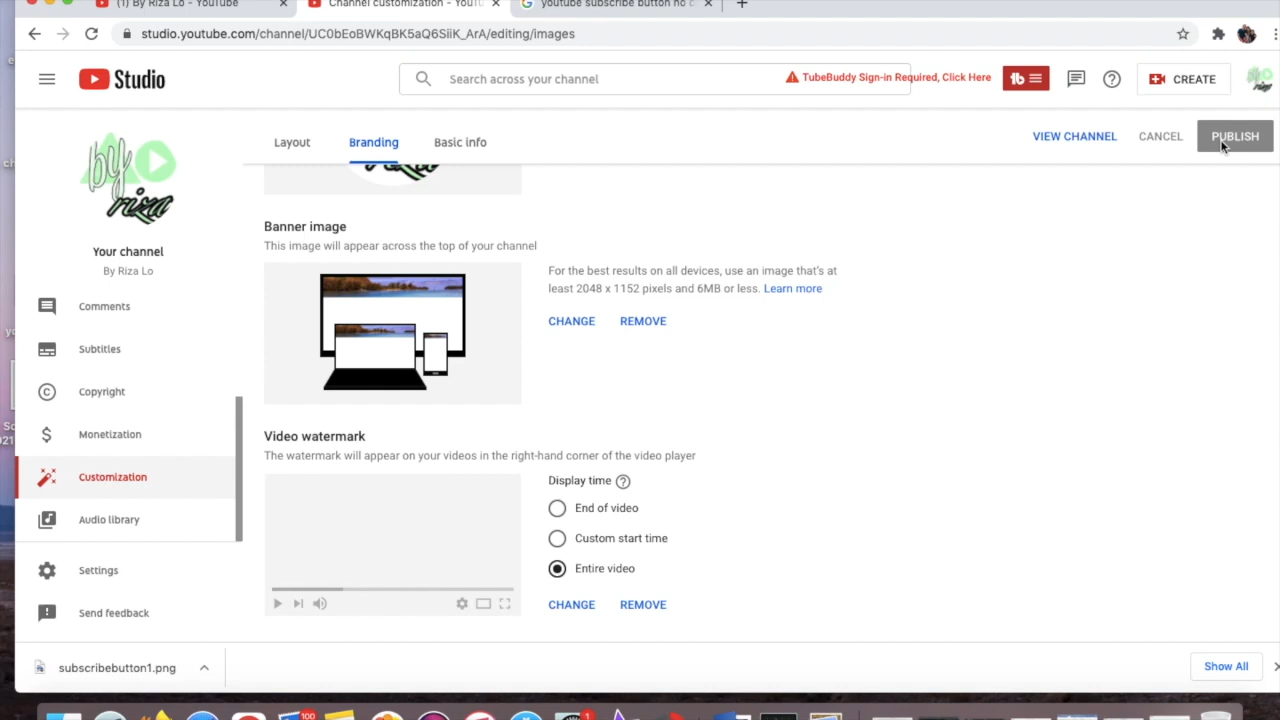 (1) By Riza Lo - YouTube
Channel customization - YouTu
youtube subscribe button no c
studio.youtube.com/channel/UC0bEoBWKqBK5aQ6SiiK_ArA/editing/images
Studio
Search across your channel
TubeBuddy Sign-in Required, Click Here
tb
CREATE
by
riza
Layout
Branding
Basic info
VIEW CHANNEL
CANCEL
PUBLISH
Your channel
By Riza Lo
Comments
Subtitles
Copyright
Monetization
Customization
Audio library
Settings
Send feedback
Banner image
This image will appear across the top of your channel
For the best results on all devices, use an image that's at
least 2048 x 1152 pixels and 6MB or less. Learn more
CHANGE
REMOVE
Video watermark
The watermark will appear on your videos in the right-hand corner of the video player
Display time
End of video
Custom start time
Entire video
CHANGE
REMOVE
subscribebutton1.png
Show All
100
1